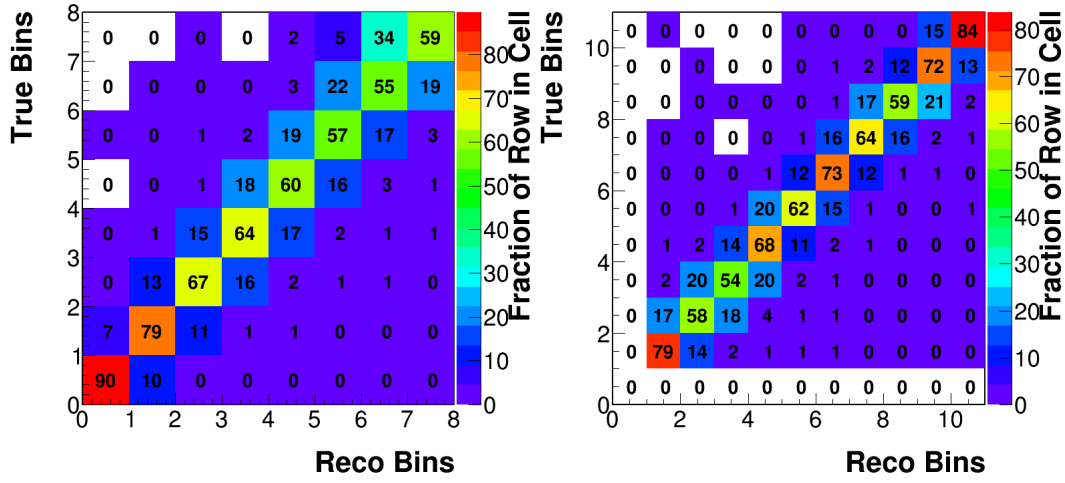 True Bins
8
7
6
5
4
3
2
1
0
0 0 0 0 2 5 34 59
0 0 0 0 3 22 55 19
0 0 1 2 19 57 17 3
0 0 1 18 60 16 3 1
0 1 15 64 17 2 1 1
0 13 67 16 2 1 1 0
7 79 11 1 1 0 0 0
90 10 0 0 0 0 0 0
0 1 2 3 4 5 6 7 8
Reco Bins
80
70
60
50
40
30
20
10
0
Fraction of Row in Cell
True Bins
10
8
6
4
2
0
0 0 0 0 0 0 0 0 0 15 84
0 0 0 0 0 0 1 2 12 72 13
0 0 0 0 0 0 1 17 59 21 2
0 0 0 0 0 1 16 64 16 2 1
0 0 0 0 1 12 73 12 1 1 0
0 0 0 1 20 62 15 1 0 0 1
0 1 2 14 68 11 2 1 0 0 0
0 2 20 54 20 2 1 0 0 0 0
0 17 58 18 4 1 1 0 0 0 0
0 79 14 2 1 1 1 0 0 0 0
0 0 0 0 0 0 0 0 0 0 0
0 2 4 6 8 10
Reco Bins
80
70
60
50
40
30
20
10
0
Fraction of Row in Cell